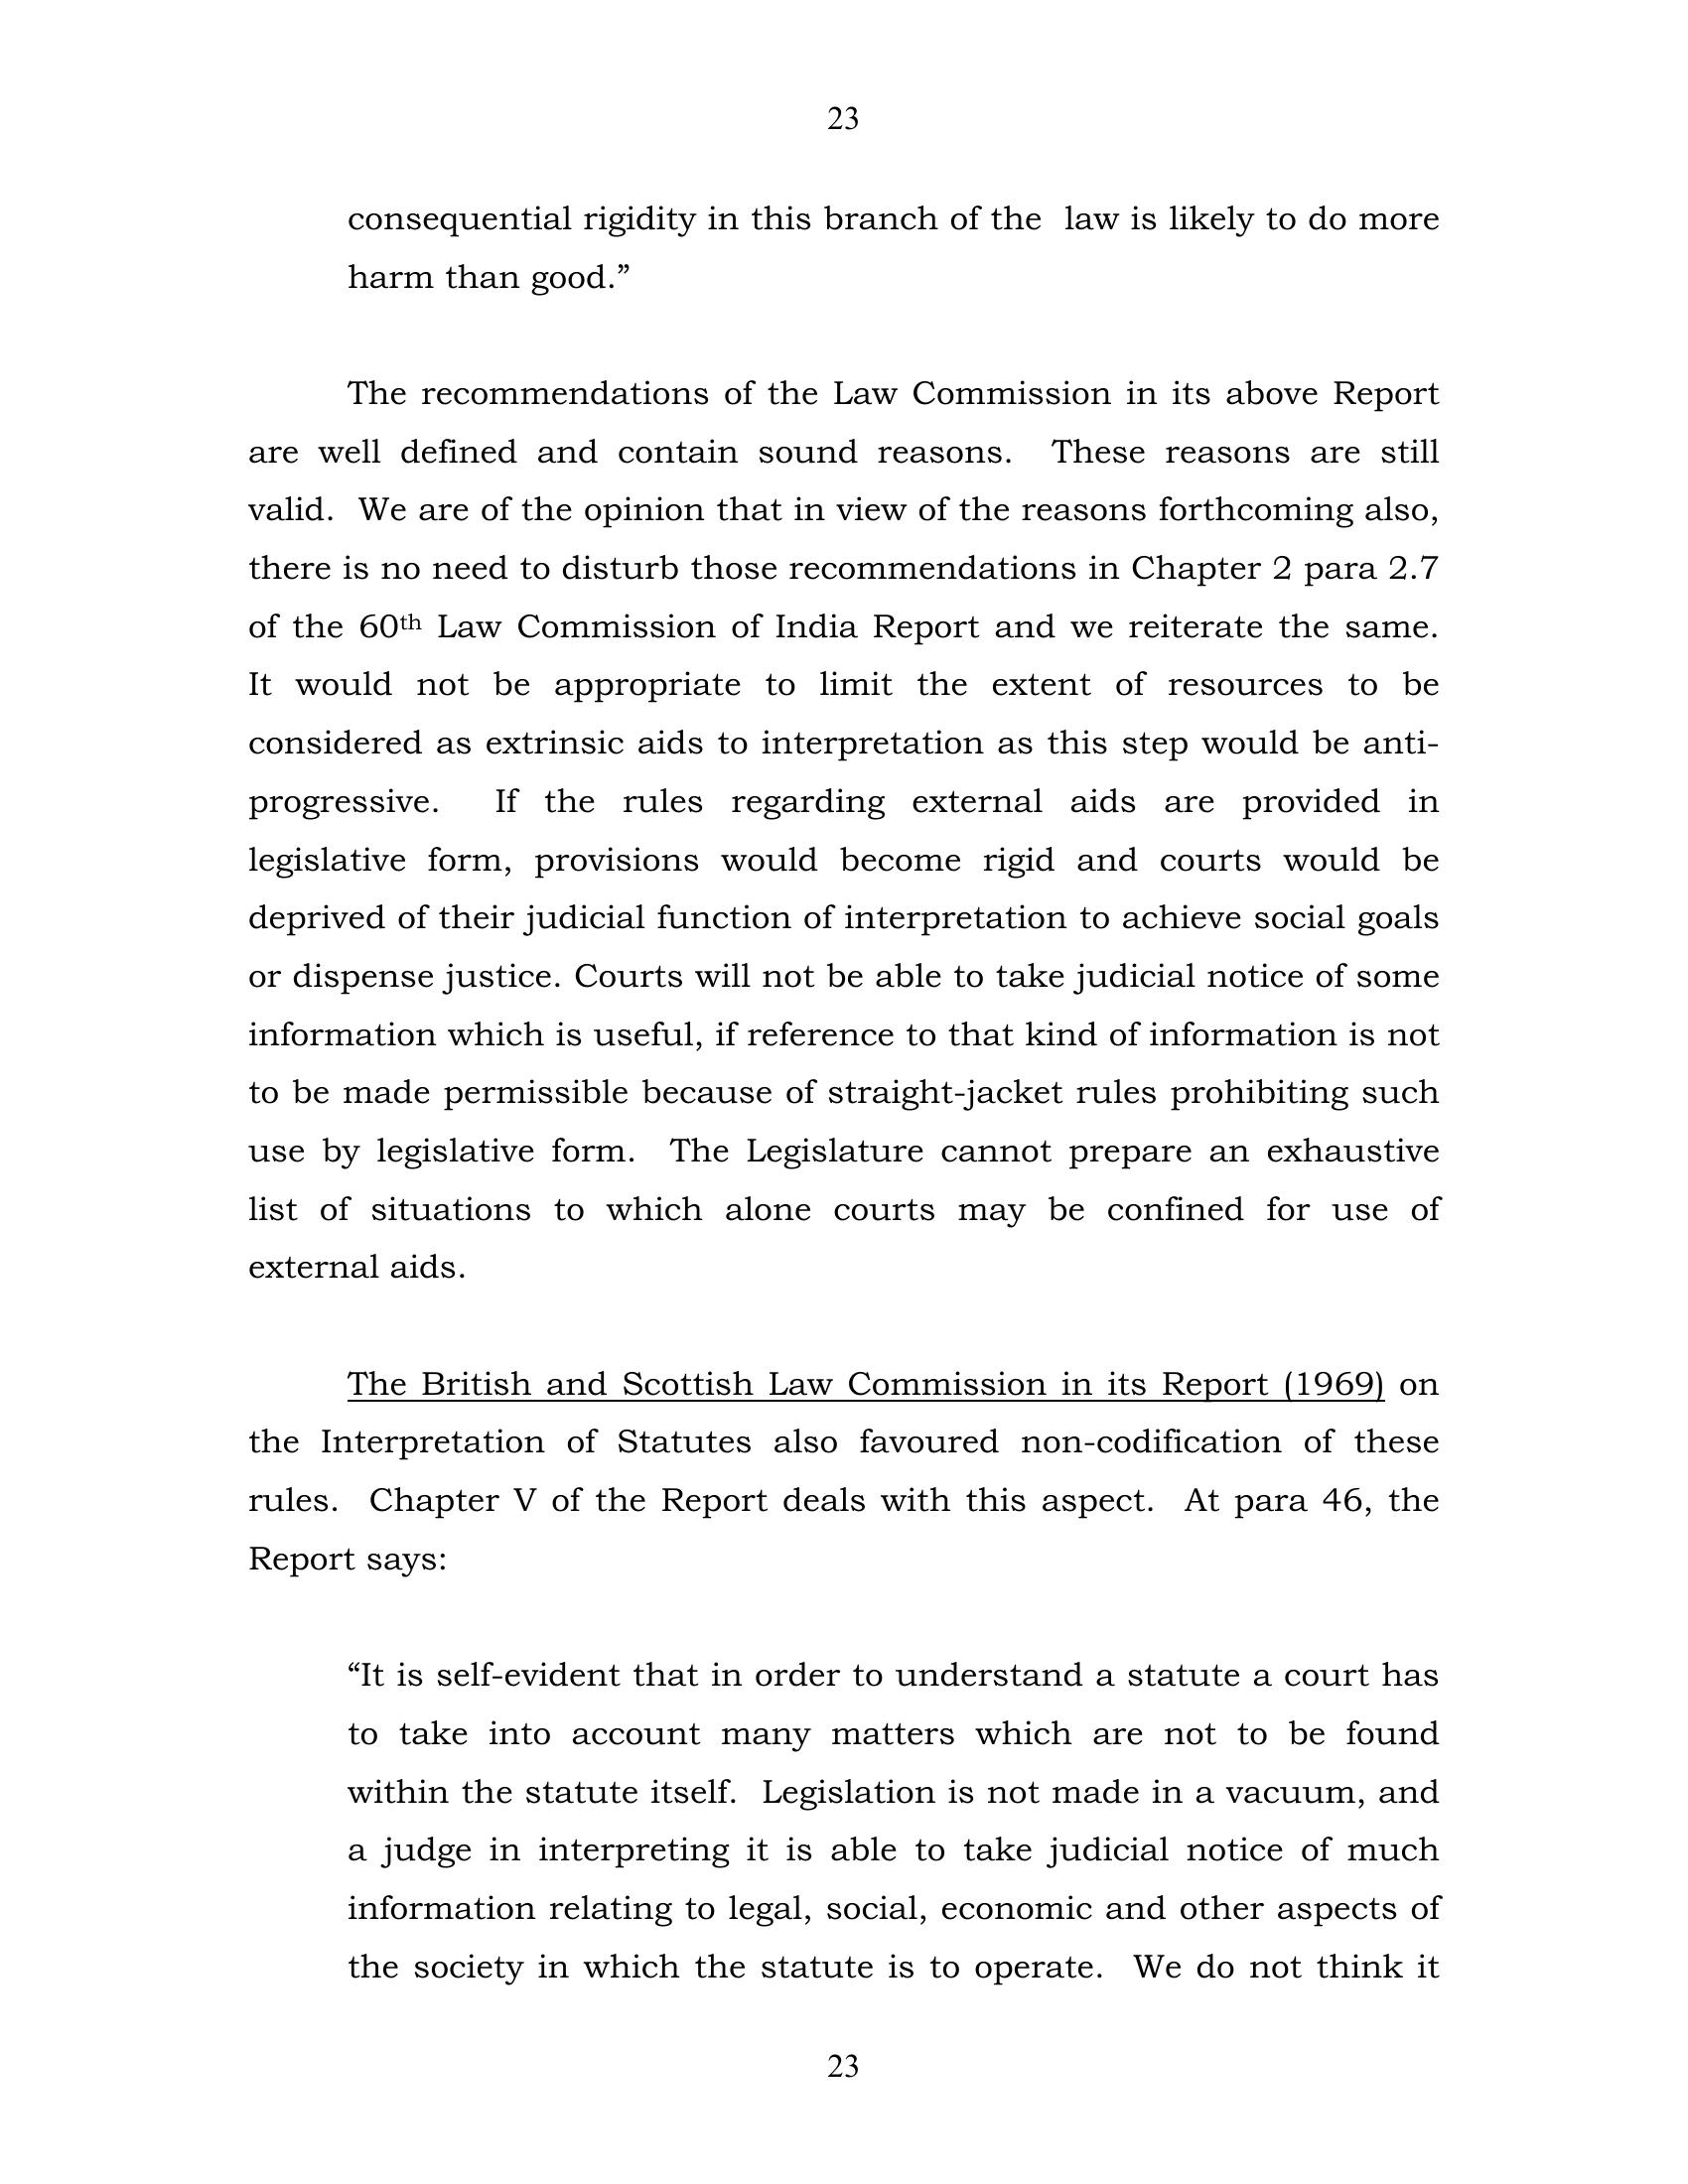 23
consequential rigidity in this branch of the  law is likely to do more
harm than good.”
The recommendations of the Law Commission in its above Report
are well defined and contain sound reasons.  These reasons are still
valid.  We are of the opinion that in view of the reasons forthcoming also,
there is no need to disturb those recommendations in Chapter 2 para 2.7
of the 60th Law Commission of India Report and we reiterate the same.
It would not be appropriate to limit the extent of resources to be
considered as extrinsic aids to interpretation as this step would be anti-
progressive.  If the rules regarding external aids are provided in
legislative form, provisions would become rigid and courts would be
deprived of their judicial function of interpretation to achieve social goals
or dispense justice. Courts will not be able to take judicial notice of some
information which is useful, if reference to that kind of information is not
to be made permissible because of straight-jacket rules prohibiting such
use by legislative form.  The Legislature cannot prepare an exhaustive
list of situations to which alone courts may be confined for use of
external aids.
The British and Scottish Law Commission in its Report (1969) on
the Interpretation of Statutes also favoured non-codification of these
rules.  Chapter V of the Report deals with this aspect.  At para 46, the
Report says:
“It is self-evident that in order to understand a statute a court has
to take into account many matters which are not to be found
within the statute itself.  Legislation is not made in a vacuum, and
a judge in interpreting it is able to take judicial notice of much
information relating to legal, social, economic and other aspects of
the society in which the statute is to operate.  We do not think it
23